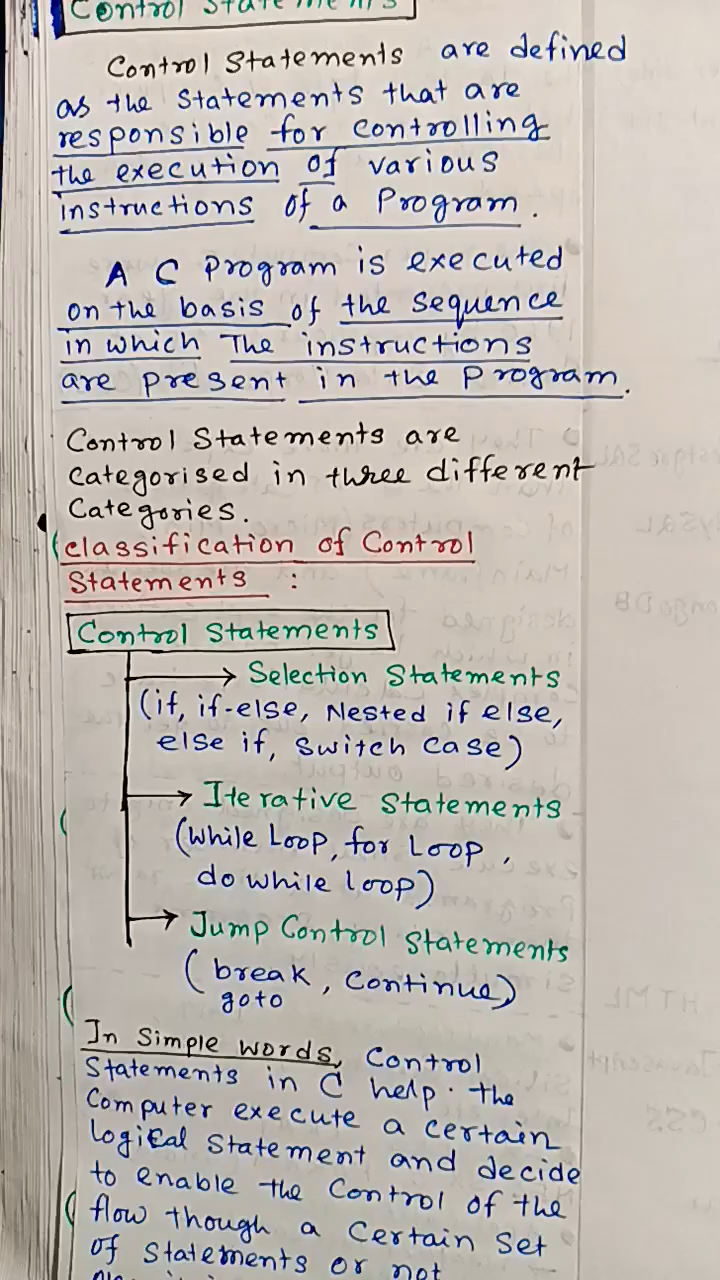 Control Statements
Control Statements are defined
as the Statements that are
responsible for controlling
the execution of various
instructions of a Program.
A C Program is executed
on the basis of the sequence
in which The instructions
are present in the Program.
Control Statements are
Categorised in three different
Categories.
classification of Control
Statements :
Control Statements
Selection Statements
(if, if-else, Nested if else,
else if, Switch Case)
Iterative Statements
(While Loop, for Loop,
do while loop)
Jump Control Statements
(break, Continue)
goto
In Simple words, Control
Statements in C help. the
Computer execute a certain
logical Statement and decide
to enable the Control of the
flow though a Certain Set
of Statements or not